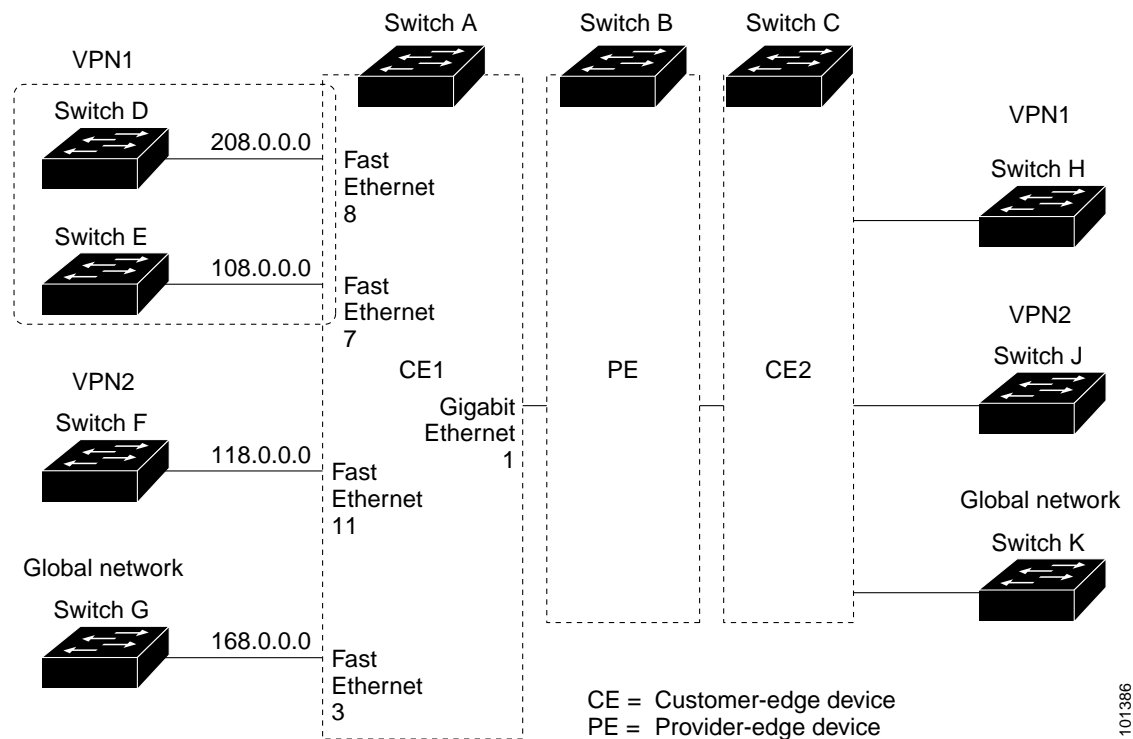 Switch A
Switch B
Switch C
VPN1
Switch D
208.0.0.0
Fast
Ethernet
8
Switch E
108.0.0.0
Fast
Ethernet
7
VPN2
Switch F
118.0.0.0
Fast
Ethernet
11
Global network
Switch G
168.0.0.0
Fast
Ethernet
3
CE1
Gigabit
Ethernet
1
PE
CE2
VPN1
Switch H
VPN2
Switch J
Global network
Switch K
CE = Customer-edge device
PE = Provider-edge device
101386